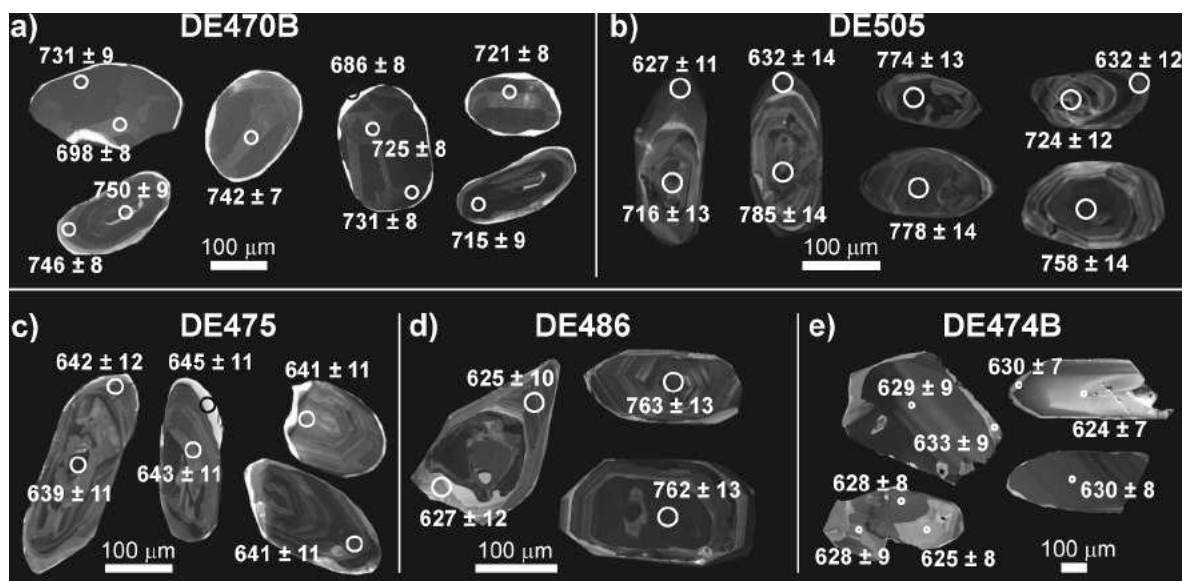 a) DE470B
731 ± 9
698 ± 8
750 ± 9
746 ± 8
742 ± 7
686 ± 8
725 ± 8
731 ± 8
721 ± 8
715 ± 9
100 μm
b) DE505
627 ± 11
716 ± 13
632 ± 14
785 ± 14
774 ± 13
778 ± 14
632 ± 12
724 ± 12
758 ± 14
100 μm
c) DE475
642 ± 12
639 ± 11
645 ± 11
643 ± 11
641 ± 11
641 ± 11
100 μm
d) DE486
625 ± 10
627 ± 12
763 ± 13
762 ± 13
100 μm
e) DE474B
629 ± 9
633 ± 9
630 ± 7
624 ± 7
628 ± 8
628 ± 9
625 ± 8
630 ± 8
100 μm